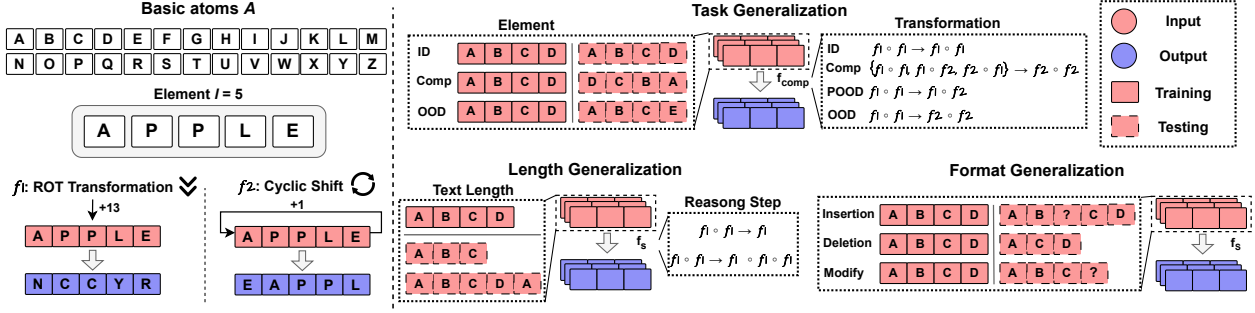 Basic atoms A
A B C D E F G H I J K L M
N O P Q R S T U V W X Y Z
Element l = 5
A P P L E
f1: ROT Transformation
+13
A P P L E
N C C Y R
f2: Cyclic Shift
+1
A P P L E
E A P P L
Task Generalization
Element
ID A B C D A B C D
Comp A B C D D C B A
OOD A B C D A B C E
fcomp
Transformation
ID f1 ∘ f1 → f1 ∘ f1
Comp {f1 ∘ f1, f1 ∘ f2, f2 ∘ f1} → f2 ∘ f2
POOD f1 ∘ f1 → f1 ∘ f2
OOD f1 ∘ f1 → f2 ∘ f2
Input
Output
Training
Testing
Length Generalization
Text Length
A B C D
A B C
A B C D A
fS
Reasong Step
f1 ∘ f1 → f1
f1 ∘ f1 → f1 ∘ f1 ∘ f1
Format Generalization
Insertion A B C D A B ? C D
Deletion A B C D A C D
Modify A B C D A B C ?
fS